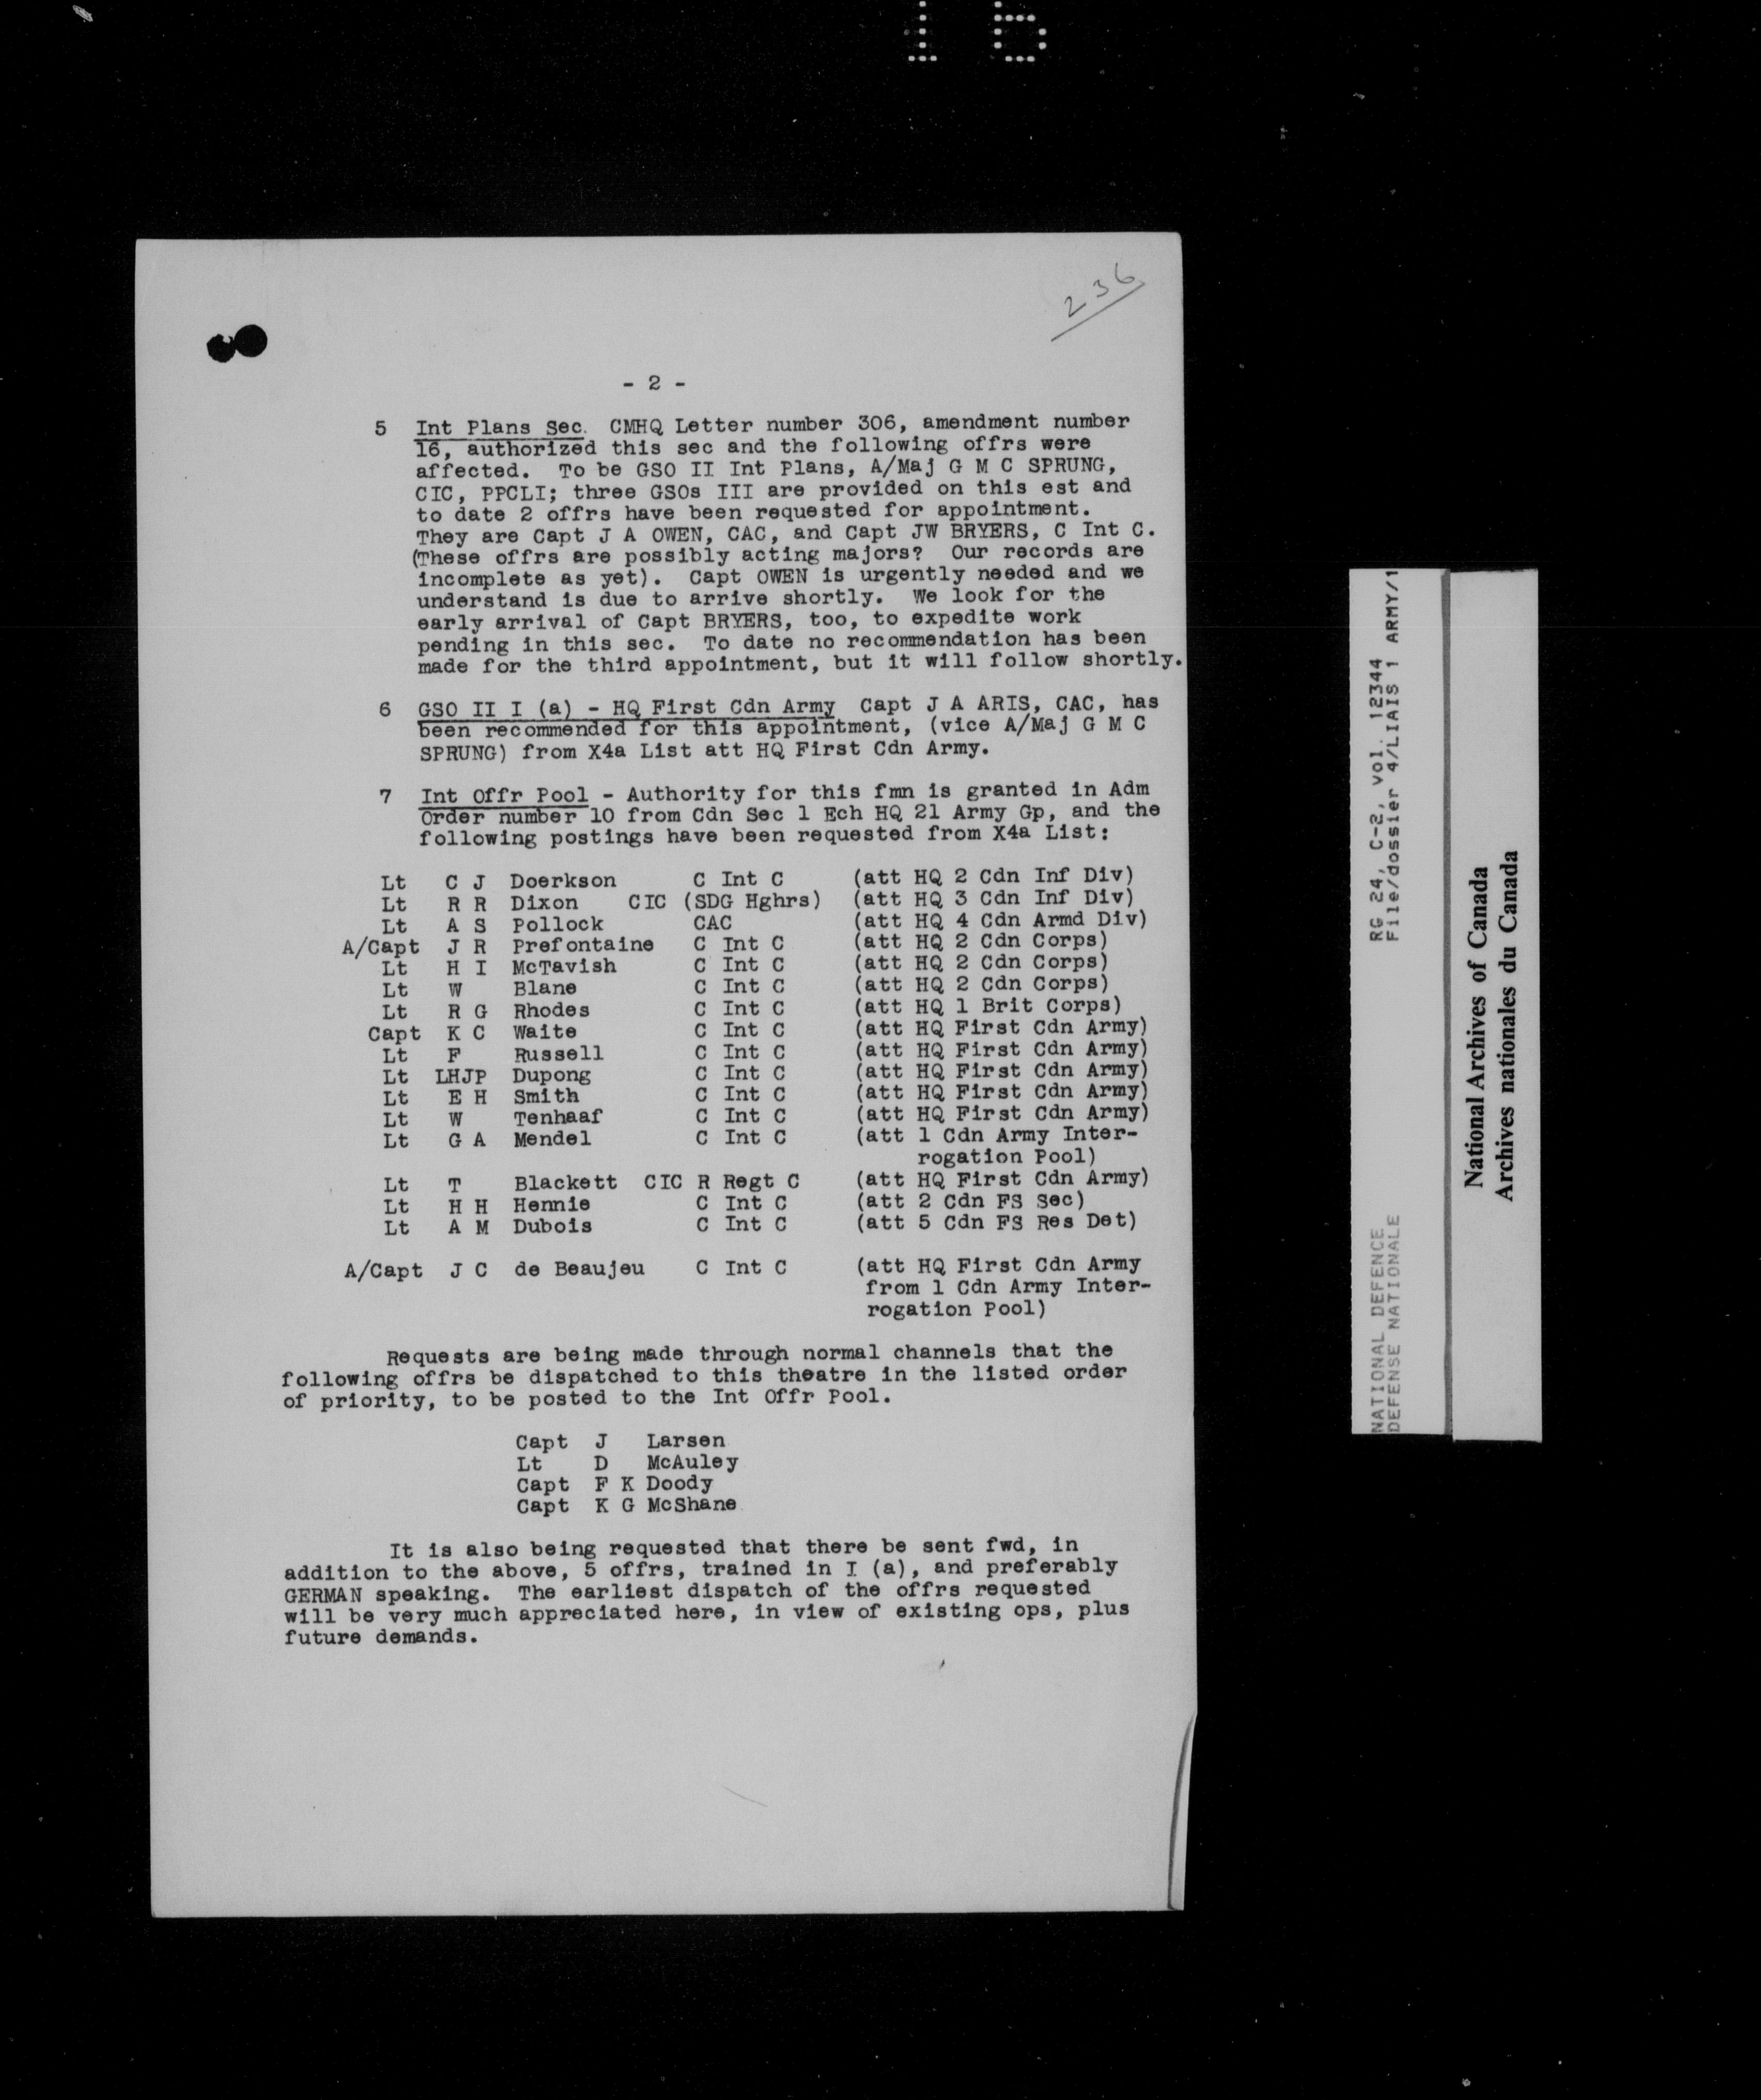 15
236
- 2 -
5 Int Plans Sec. CMHQ Letter number 306, amendment number
16, authorized this sec and the following offrs were
affected. To be GSO II Int Plans, A/Maj G M C SPRUNG,
CIC, PPCLI; three GSOs III are provided on this est and
to date 2 offrs have been requested for appointment.
They are Capt J A OWEN, CAC, and Capt JW BRYERS, C Int C.
(These offrs are possibly acting majors? Our records are
incomplete as yet). Capt OWEN is urgently needed and we
understand is due to arrive shortly. We look for the
early arrival of Capt BRYERS, too, to expedite work
pending in this sec. To date no recommendation has been
made for the third appointment, but it will follow shortly.
6 GSO II I (a) - HQ First Cdn Army Capt J A ARIS, CAC, has
been recommended for this appointment, (vice A/Maj G M C
SPRUNG) from X4a List att HQ First Cdn Army.
7 Int Offr Pool - Authority for this fmn is granted in Adm
Order number 10 from Cdn Sec 1 Ech HQ 21 Army Gp, and the
following postings have been requested from X4a List:
Lt C J Doerkson C Int C (att HQ 2 Cdn Inf Div)
Lt R R Dixon CIC (SDG Hghrs) (att HQ 3 Cdn Inf Div)
Lt A S Pollock CAC (att HQ 4 Cdn Armd Div)
A/Capt J R Prefontaine C Int C (att HQ 2 Cdn Corps)
Lt H I McTavish C Int C (att HQ 2 Cdn Corps)
Lt W Blane C Int C (att HQ 2 Cdn Corps)
Lt R G Rhodes C Int C (att HQ 1 Brit Corps)
Capt K C Waite C Int C (att HQ First Cdn Army)
Lt F Russell C Int C (att HQ First Cdn Army)
Lt LHJP Dupong C Int C (att HQ First Cdn Army)
Lt E H Smith C Int C (att HQ First Cdn Army)
Lt W Tenhaaf C Int C (att HQ First Cdn Army)
Lt G A Mendel C Int C (att 1 Cdn Army Inter-
rogation Pool)
Lt T Blackett CIC R Regt C (att HQ First Cdn Army)
Lt H H Hennie C Int C (att 2 Cdn FS Sec)
Lt A M Dubois C Int C (att 5 Cdn FS Res Det)
A/Capt J C de Beaujeu C Int C (att HQ First Cdn Army
from 1 Cdn Army Inter-
rogation Pool)
Requests are being made through normal channels that the
following offrs be dispatched to this theatre in the listed order
of priority, to be posted to the Int Offr Pool.
Capt J Larsen
Lt D McAuley
Capt F K Doody
Capt K G McShane
It is also being requested that there be sent fwd, in
addition to the above, 5 offrs, trained in I (a), and preferably
GERMAN speaking. The earliest dispatch of the offrs requested
will be very much appreciated here, in view of existing ops, plus
future demands.
NATIONAL DEFENCE RG 24, C-2, vol. 12344
DEFENSE NATIONALE File/dossier 4/LIAIS 1 ARMY/1
National Archives of Canada
Archives nationales du Canada